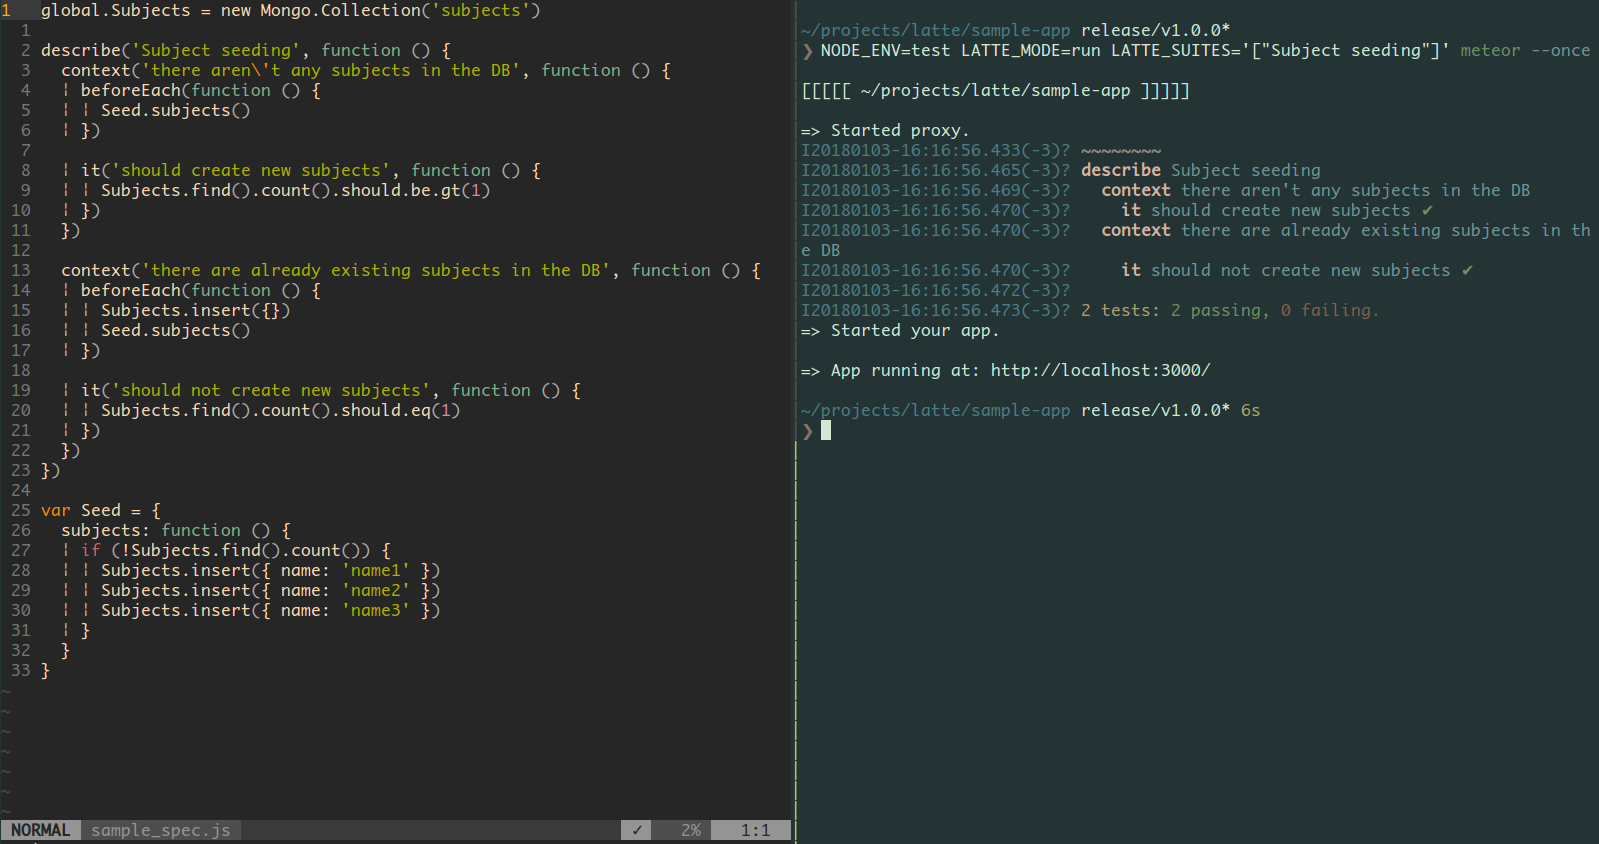 1   global.Subjects = new Mongo.Collection('subjects')
  1
  2 describe('Subject seeding', function () {
  3   context('there aren\'t any subjects in the DB', function () {
  4   ¦ beforeEach(function () {
  5   ¦ ¦ Seed.subjects()
  6   ¦ })
  7
  8   ¦ it('should create new subjects', function () {
  9   ¦ ¦ Subjects.find().count().should.be.gt(1)
 10   ¦ })
 11   })
 12
 13   context('there are already existing subjects in the DB', function () {
 14   ¦ beforeEach(function () {
 15   ¦ ¦ Subjects.insert({})
 16   ¦ ¦ Seed.subjects()
 17   ¦ })
 18
 19   ¦ it('should not create new subjects', function () {
 20   ¦ ¦ Subjects.find().count().should.eq(1)
 21   ¦ })
 22   })
 23 })
 24
 25 var Seed = {
 26   subjects: function () {
 27   ¦ if (!Subjects.find().count()) {
 28   ¦ ¦ Subjects.insert({ name: 'name1' })
 29   ¦ ¦ Subjects.insert({ name: 'name2' })
 30   ¦ ¦ Subjects.insert({ name: 'name3' })
 31   ¦ }
 32   }
 33 }
~
~
~
~
~
~
~
NORMAL sample_spec.js ✓ 2% 1:1
~/projects/latte/sample-app release/v1.0.0*
❯ NODE_ENV=test LATTE_MODE=run LATTE_SUITES='["Subject seeding"]' meteor --once
[[[[[ ~/projects/latte/sample-app ]]]]]
=> Started proxy.
I20180103-16:16:56.433(-3)? ~~~~~~~~
I20180103-16:16:56.465(-3)? describe Subject seeding
I20180103-16:16:56.469(-3)?   context there aren't any subjects in the DB
I20180103-16:16:56.470(-3)?     it should create new subjects ✔
I20180103-16:16:56.470(-3)?   context there are already existing subjects in th
e DB
I20180103-16:16:56.470(-3)?     it should not create new subjects ✔
I20180103-16:16:56.472(-3)?
I20180103-16:16:56.473(-3)? 2 tests: 2 passing, 0 failing.
=> Started your app.
=> App running at: http://localhost:3000/
~/projects/latte/sample-app release/v1.0.0* 6s
❯